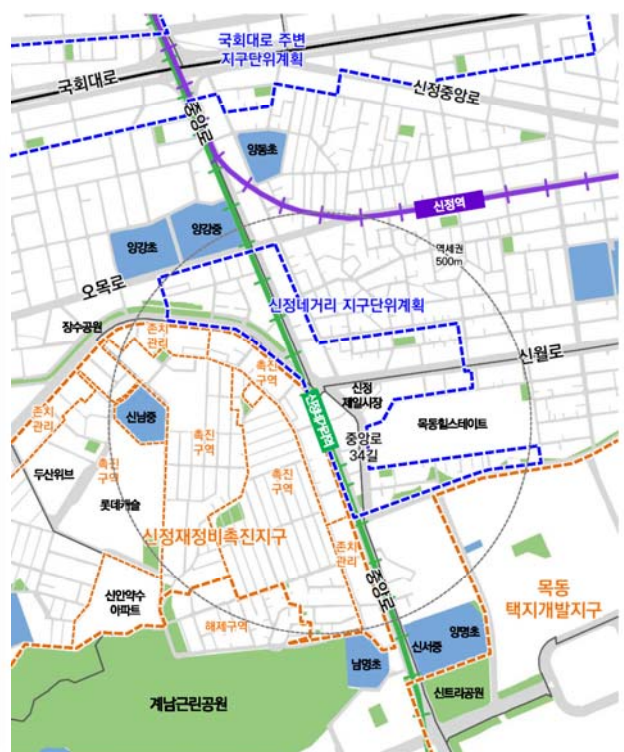 국회대로 주변
지구단위계획
국회대로
신정중앙로
중앙로
양동초
신정역
양강초
양강중
역세권
500m
오목로
신정네거리 지구단위계획
장수공원
존치
관리
촉진
구역
신월로
신정
제일시장
신정네거리역
존치
관리
신남중
목동힐스테이트
중앙로
34길
두산위브
촉진
구역
촉진
구역
롯데캐슬
신정재정비촉진지구
존치
관리
신안약수
아파트
중앙로
목동
택지개발지구
해제구역
신서중
양명초
남명초
신트리공원
계남근린공원